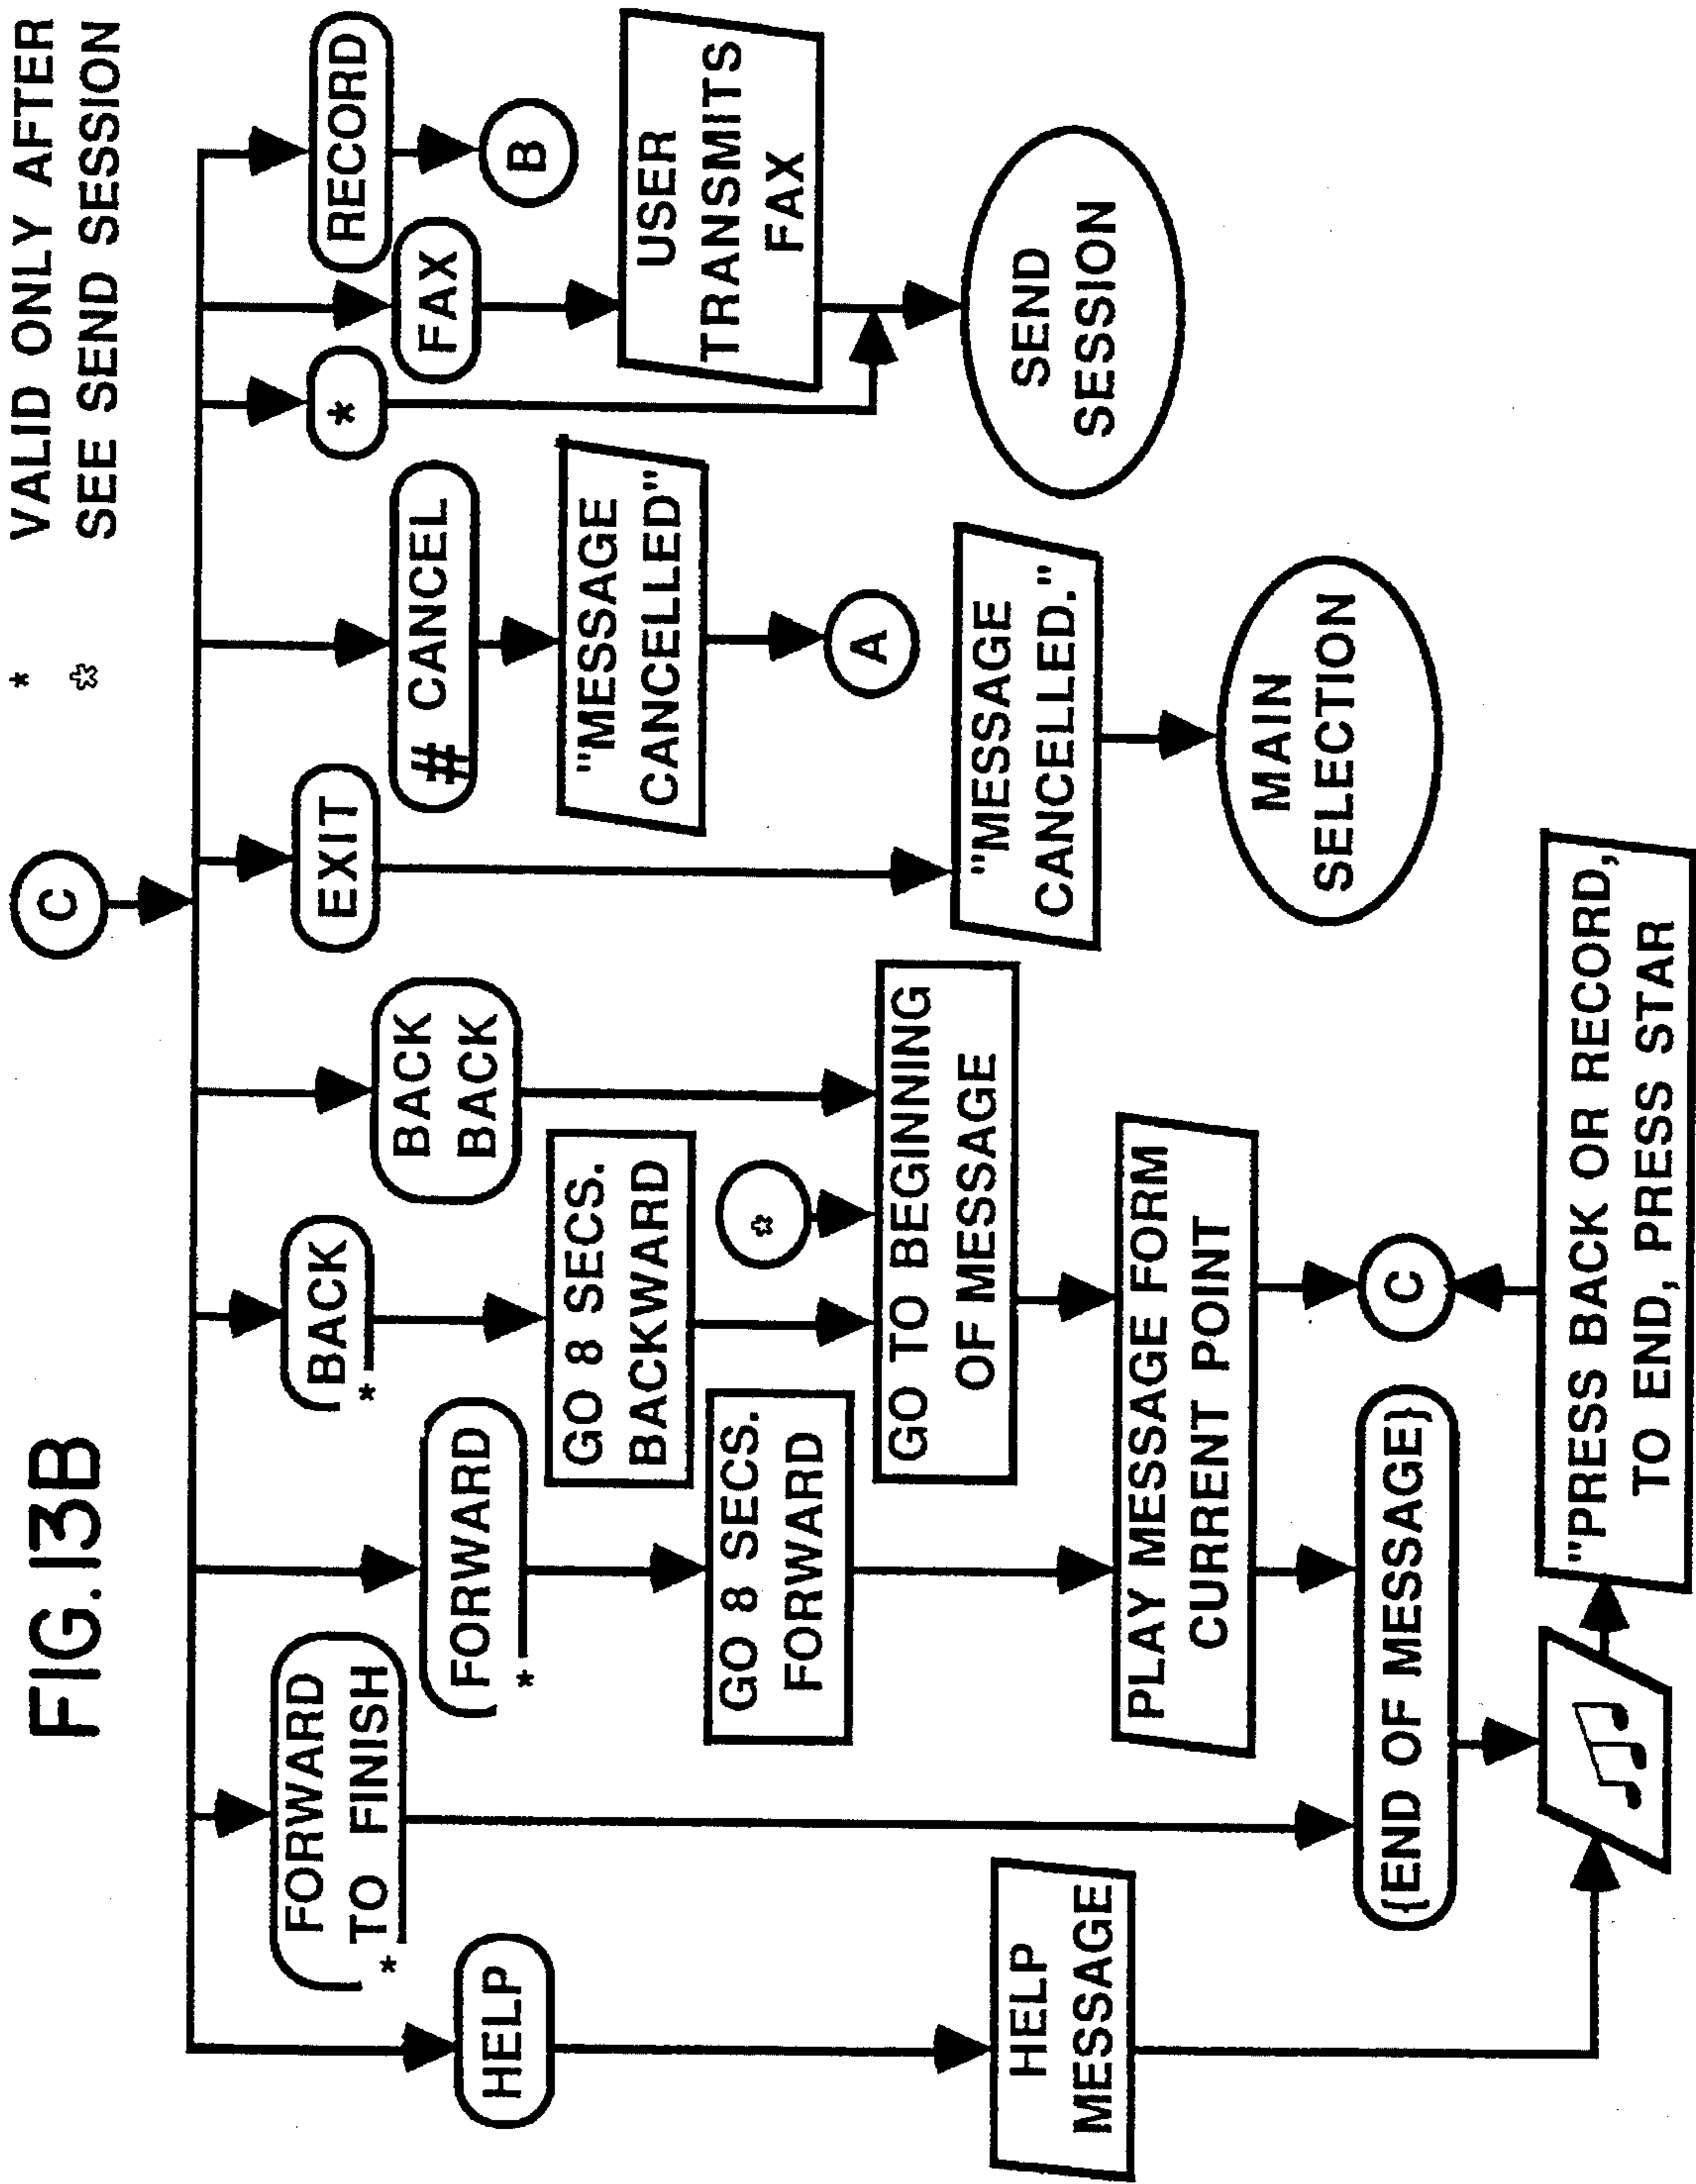 FIG.13B
C
* VALID ONLY AFTER
✲ SEE SEND SESSION
HELP
FORWARD
TO FINISH
*
FORWARD
*
BACK
*
BACK
BACK
EXIT
# CANCEL
*
FAX
RECORD
B
GO 8 SECS.
BACKWARD
GO 8 SECS.
FORWARD
✲
"MESSAGE
CANCELLED"
A
USER
TRANSMITS
FAX
GO TO BEGINNING
OF MESSAGE
"MESSAGE
CANCELLED."
SEND
SESSION
HELP
MESSAGE
PLAY MESSAGE FORM
CURRENT POINT
MAIN
SELECTION
{END OF MESSAGE}
C
"PRESS BACK OR RECORD,
TO END, PRESS STAR